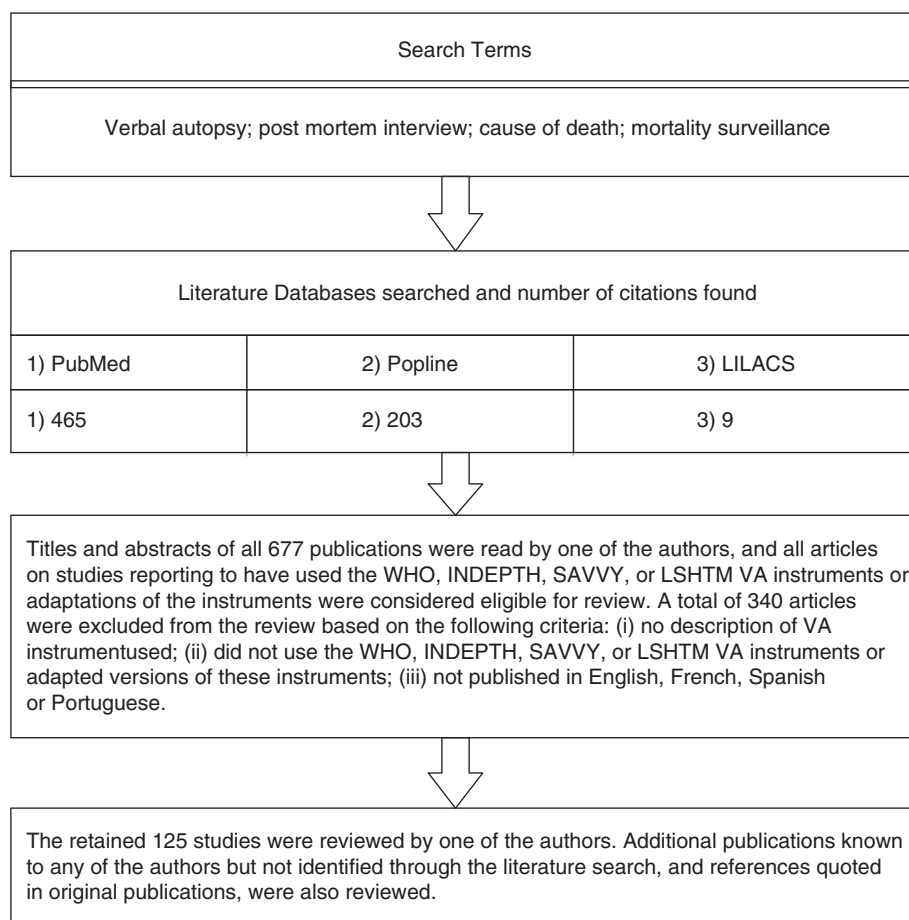 Search Terms
Verbal autopsy; post mortem interview; cause of death; mortality surveillance
Literature Databases searched and number of citations found
1) PubMed 2) Popline 3) LILACS
1) 465 2) 203 3) 9
Titles and abstracts of all 677 publications were read by one of the authors, and all articles
on studies reporting to have used the WHO, INDEPTH, SAVVY, or LSHTM VA instruments or
adaptations of the instruments were considered eligible for review. A total of 340 articles
were excluded from the review based on the following criteria: (i) no description of VA
instrumentused; (ii) did not use the WHO, INDEPTH, SAVVY, or LSHTM VA instruments or
adapted versions of these instruments; (iii) not published in English, French, Spanish
or Portuguese.
The retained 125 studies were reviewed by one of the authors. Additional publications known
to any of the authors but not identified through the literature search, and references quoted
in original publications, were also reviewed.